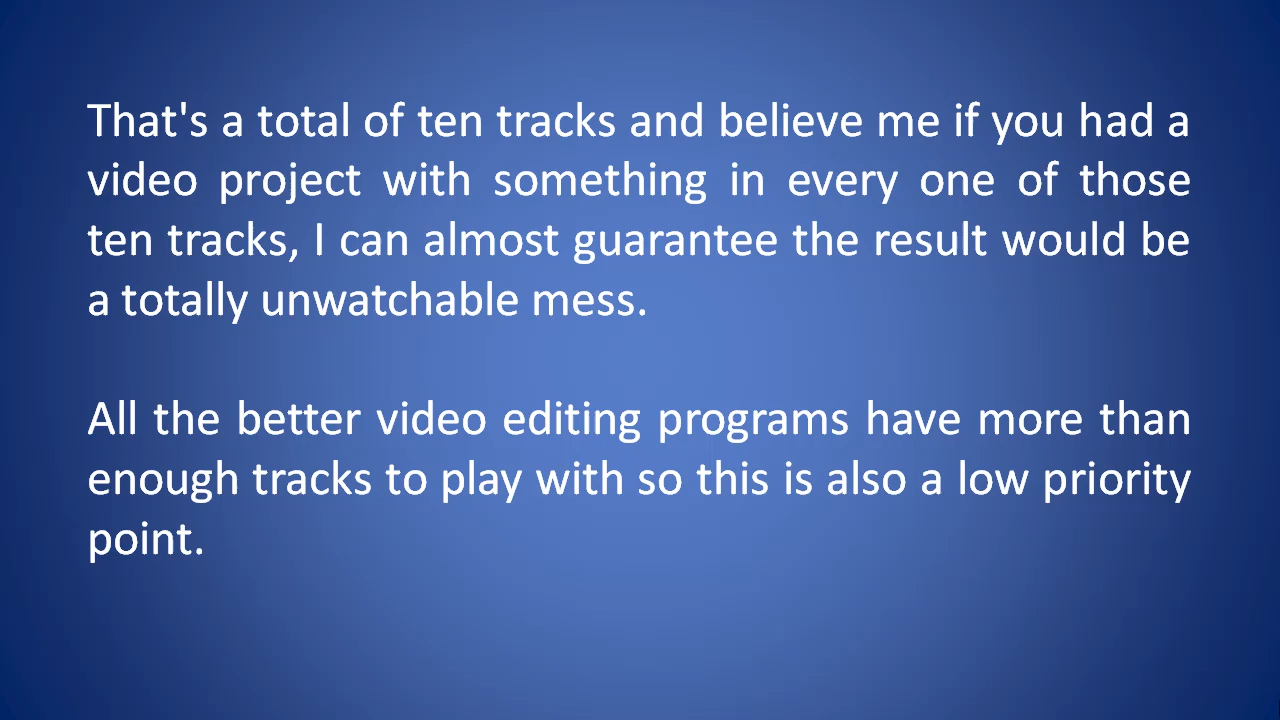 That's a total of ten tracks and believe me if you had a
video project with something in every one of those
ten tracks, I can almost guarantee the result would be
a totally unwatchable mess.
All the better video editing programs have more than
enough tracks to play with so this is also a low priority
point.